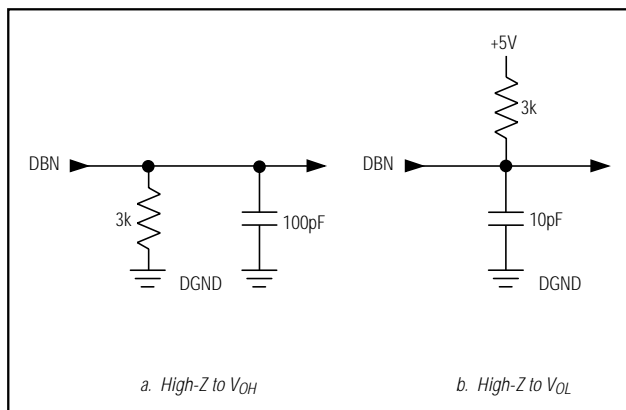 +5V
3k
DBN
DBN
3k
100pF
10pF
DGND
DGND
a. High-Z to VOH
b. High-Z to VOL